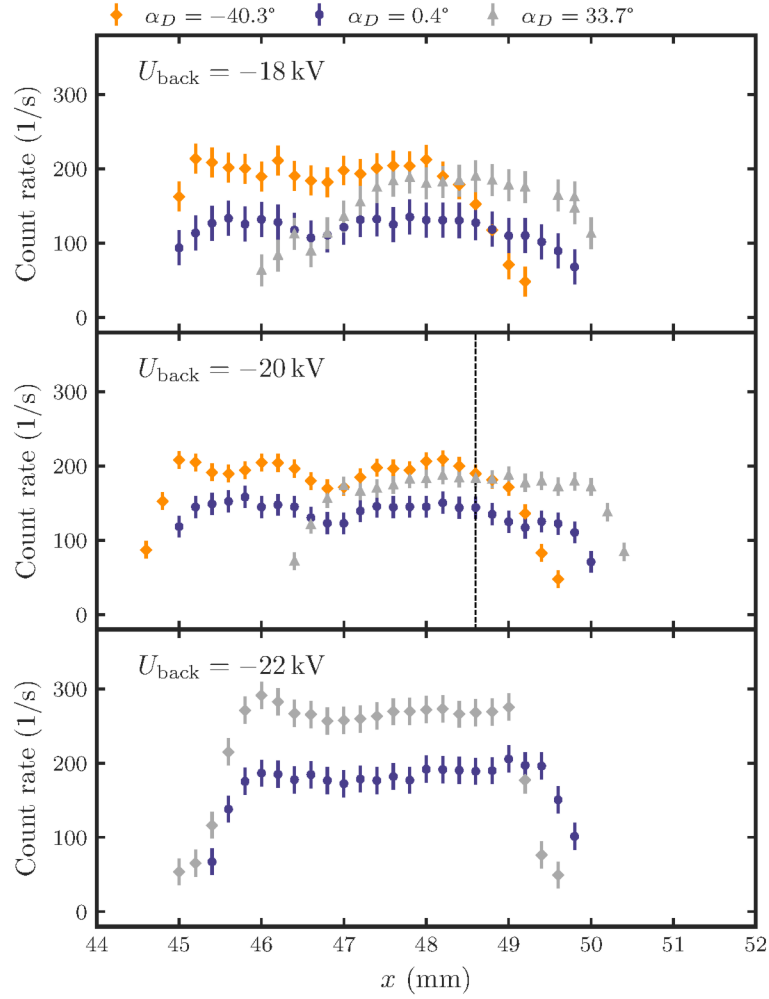 α_D = −40.3° α_D = 0.4° α_D = 33.7°
U_back = −18 kV
Count rate (1/s)
300
200
100
0
U_back = −20 kV
Count rate (1/s)
300
200
100
0
U_back = −22 kV
Count rate (1/s)
300
200
100
0
44 45 46 47 48 49 50 51 52
x (mm)